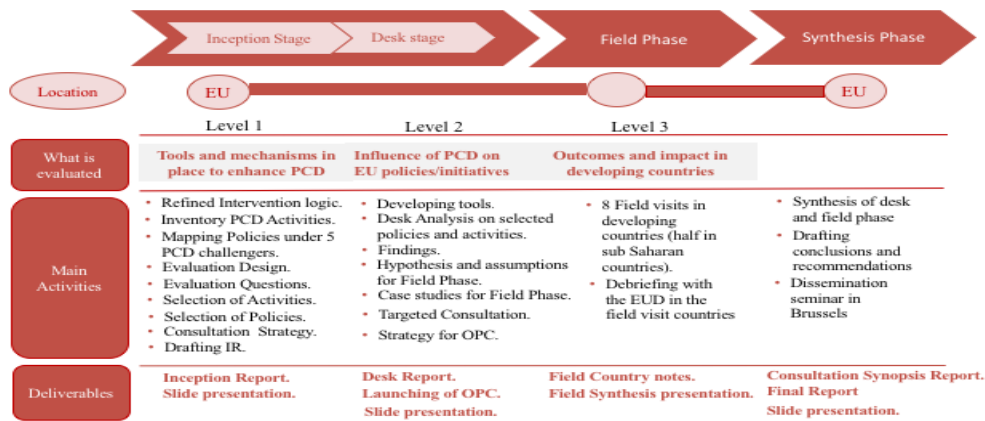 Inception Stage
Desk stage
Field Phase
Synthesis Phase
Location
EU
EU
Level 1
Level 2
Level 3
What is
evaluated
Tools and mechanisms in
place to enhance PCD
Influence of PCD on
EU policies/initiatives
Outcomes and impact in
developing countries
Main
Activities
• Refined Intervention logic.
• Inventory PCD Activities.
• Mapping Policies under 5
PCD challengers.
• Evaluation Design.
• Evaluation Questions.
• Selection of Activities.
• Selection of Policies.
• Consultation Strategy.
• Drafting IR.
• Developing tools.
• Desk Analysis on selected
policies and activities.
• Findings.
• Hypothesis and assumptions
for Field Phase.
• Case studies for Field Phase.
• Targeted Consultation.
• Strategy for OPC.
• 8 Field visits in
developing
countries (half in
sub Saharan
countries).
• Debriefing with
the EUD in the
field visit countries
• Synthesis of desk
and field phase
• Drafting
conclusions and
recommendations
• Dissemination
seminar in
Brussels
Deliverables
Inception Report.
Slide presentation.
Desk Report.
Launching of OPC.
Slide presentation.
Field Country notes.
Field Synthesis presentation.
Consultation Synopsis Report.
Final Report
Slide presentation.